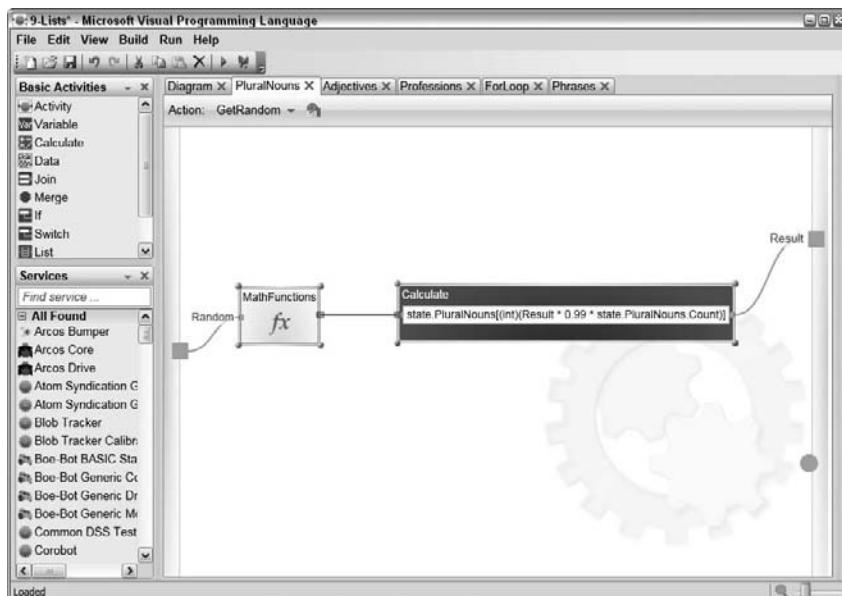 9-Lists* - Microsoft Visual Programming Language
File Edit View Build Run Help
Basic Activities
Activity
Variable
Calculate
Data
Join
Merge
If
Switch
List
Services
Find service ...
All Found
Arcos Bumper
Arcos Core
Arcos Drive
Atom Syndication G
Atom Syndication G
Blob Tracker
Blob Tracker Calibr
Boe-Bot BASIC Sta
Boe-Bot Generic Co
Boe-Bot Generic Dr
Boe-Bot Generic Mo
Common DSS Test
Corobot
Diagram PluralNouns Adjectives Professions ForLoop Phrases
Action: GetRandom
Random
MathFunctions
fx
Calculate
state.PluralNouns[(int)(Result * 0.99 * state.PluralNouns.Count)]
Result
Loaded